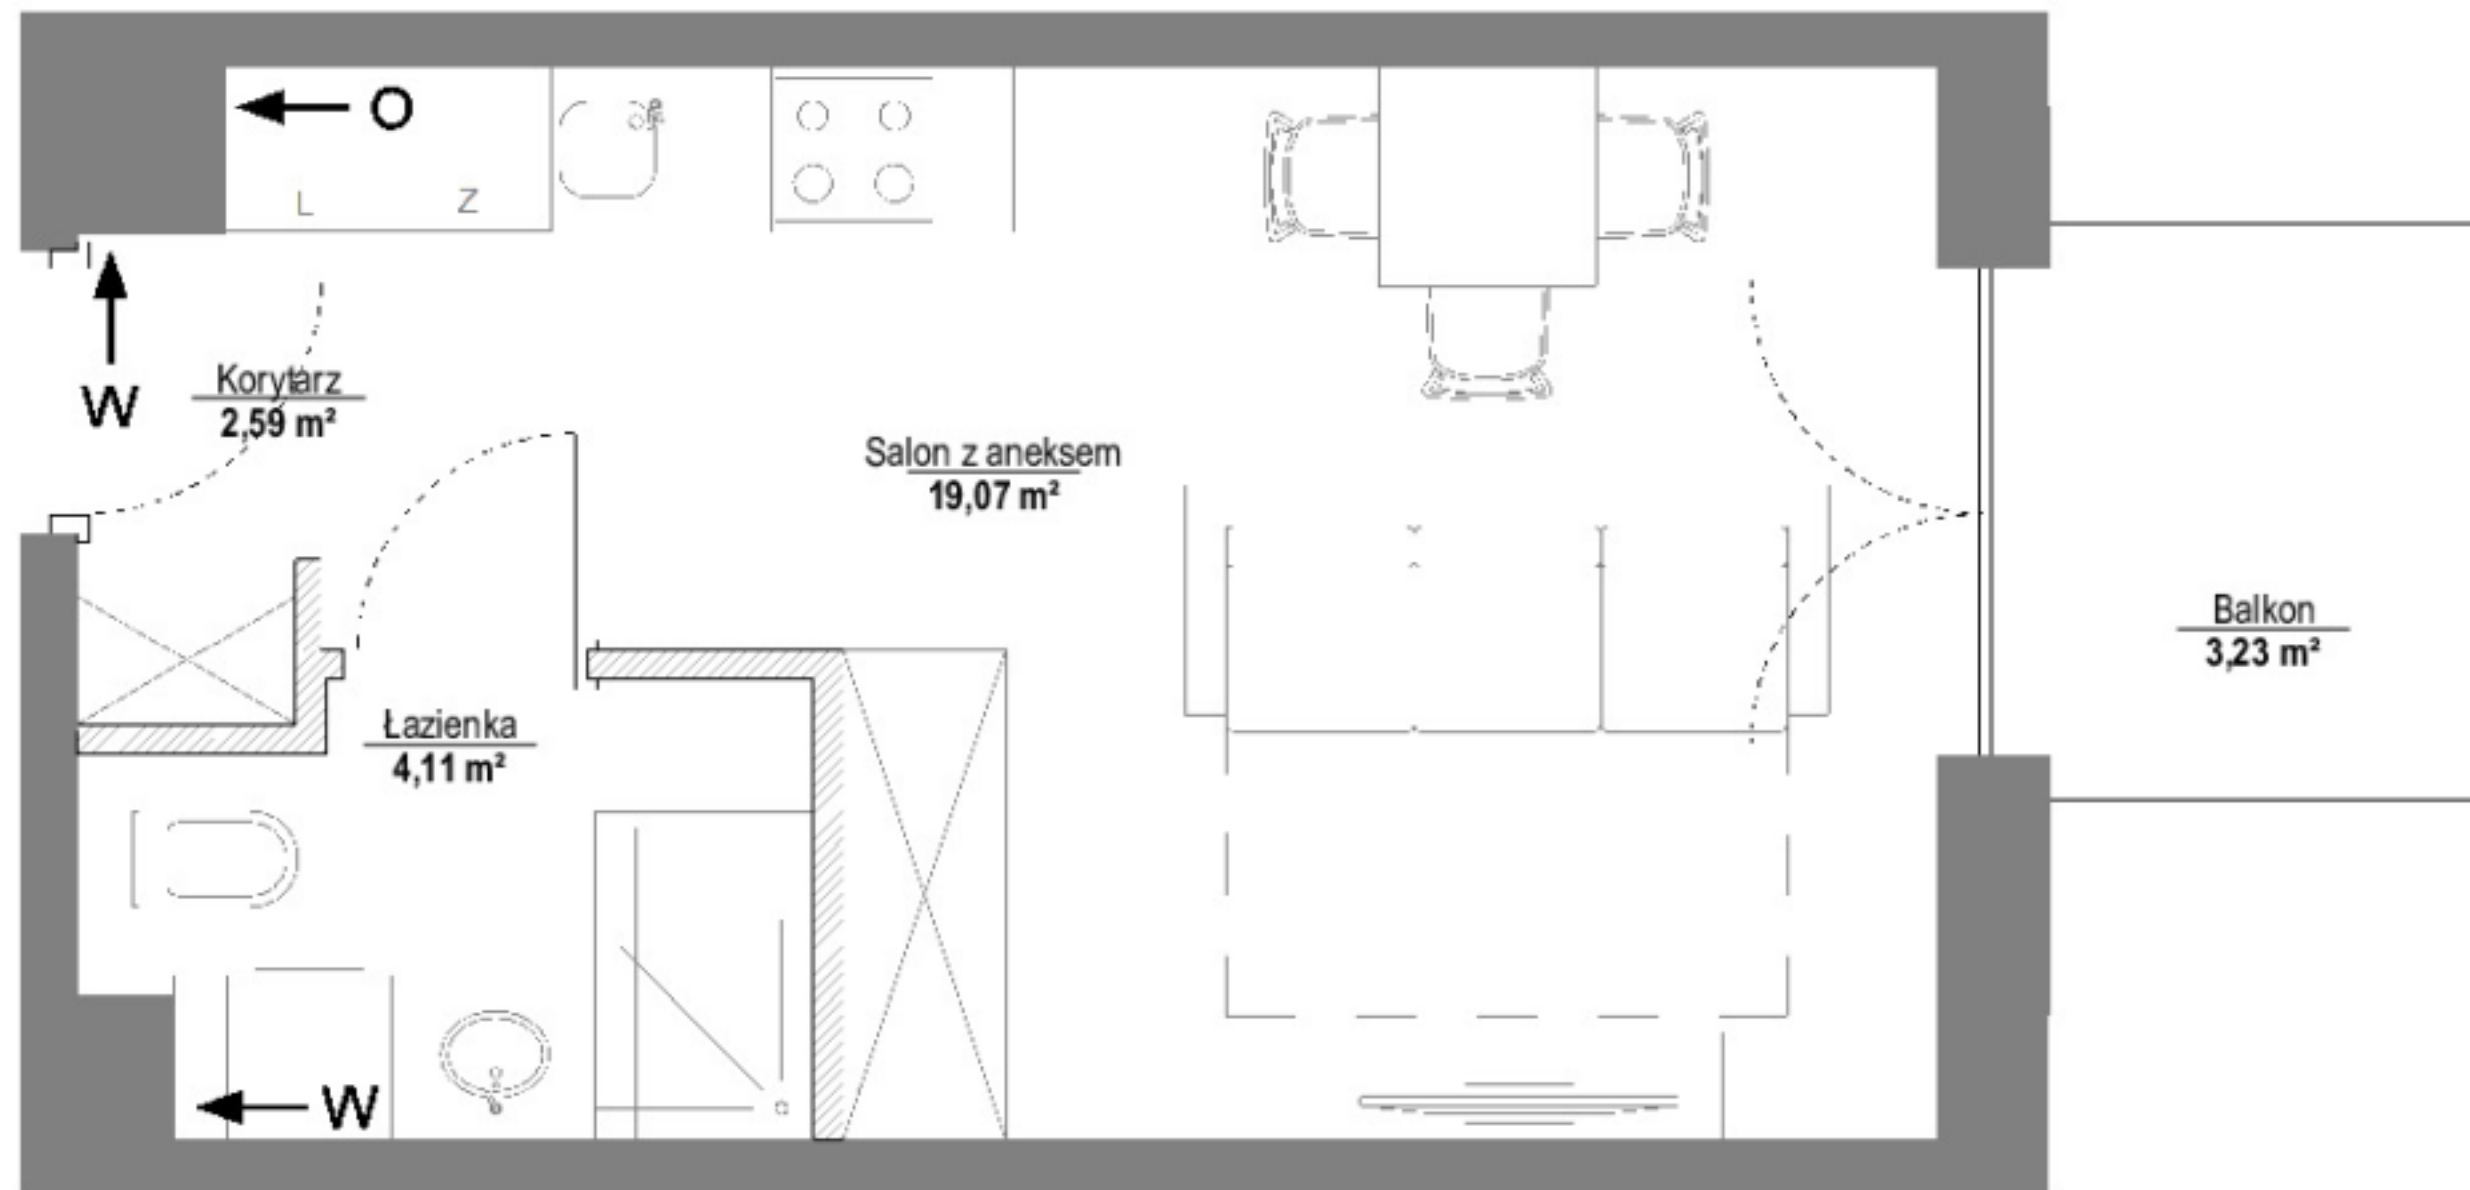 O
L Z
W
Korytarz
2,59 m²
Salon z aneksem
19,07 m²
Balkon
3,23 m²
Łazienka
4,11 m²
W